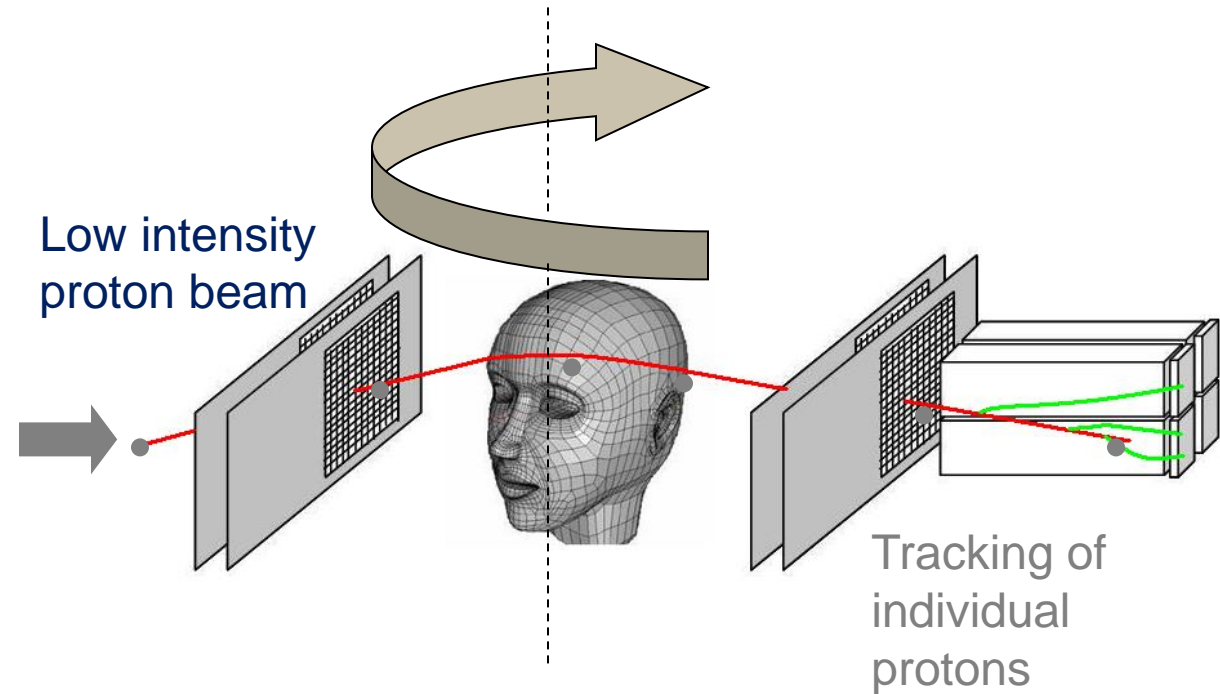 Low intensity
proton beam
Tracking of
individual
protons